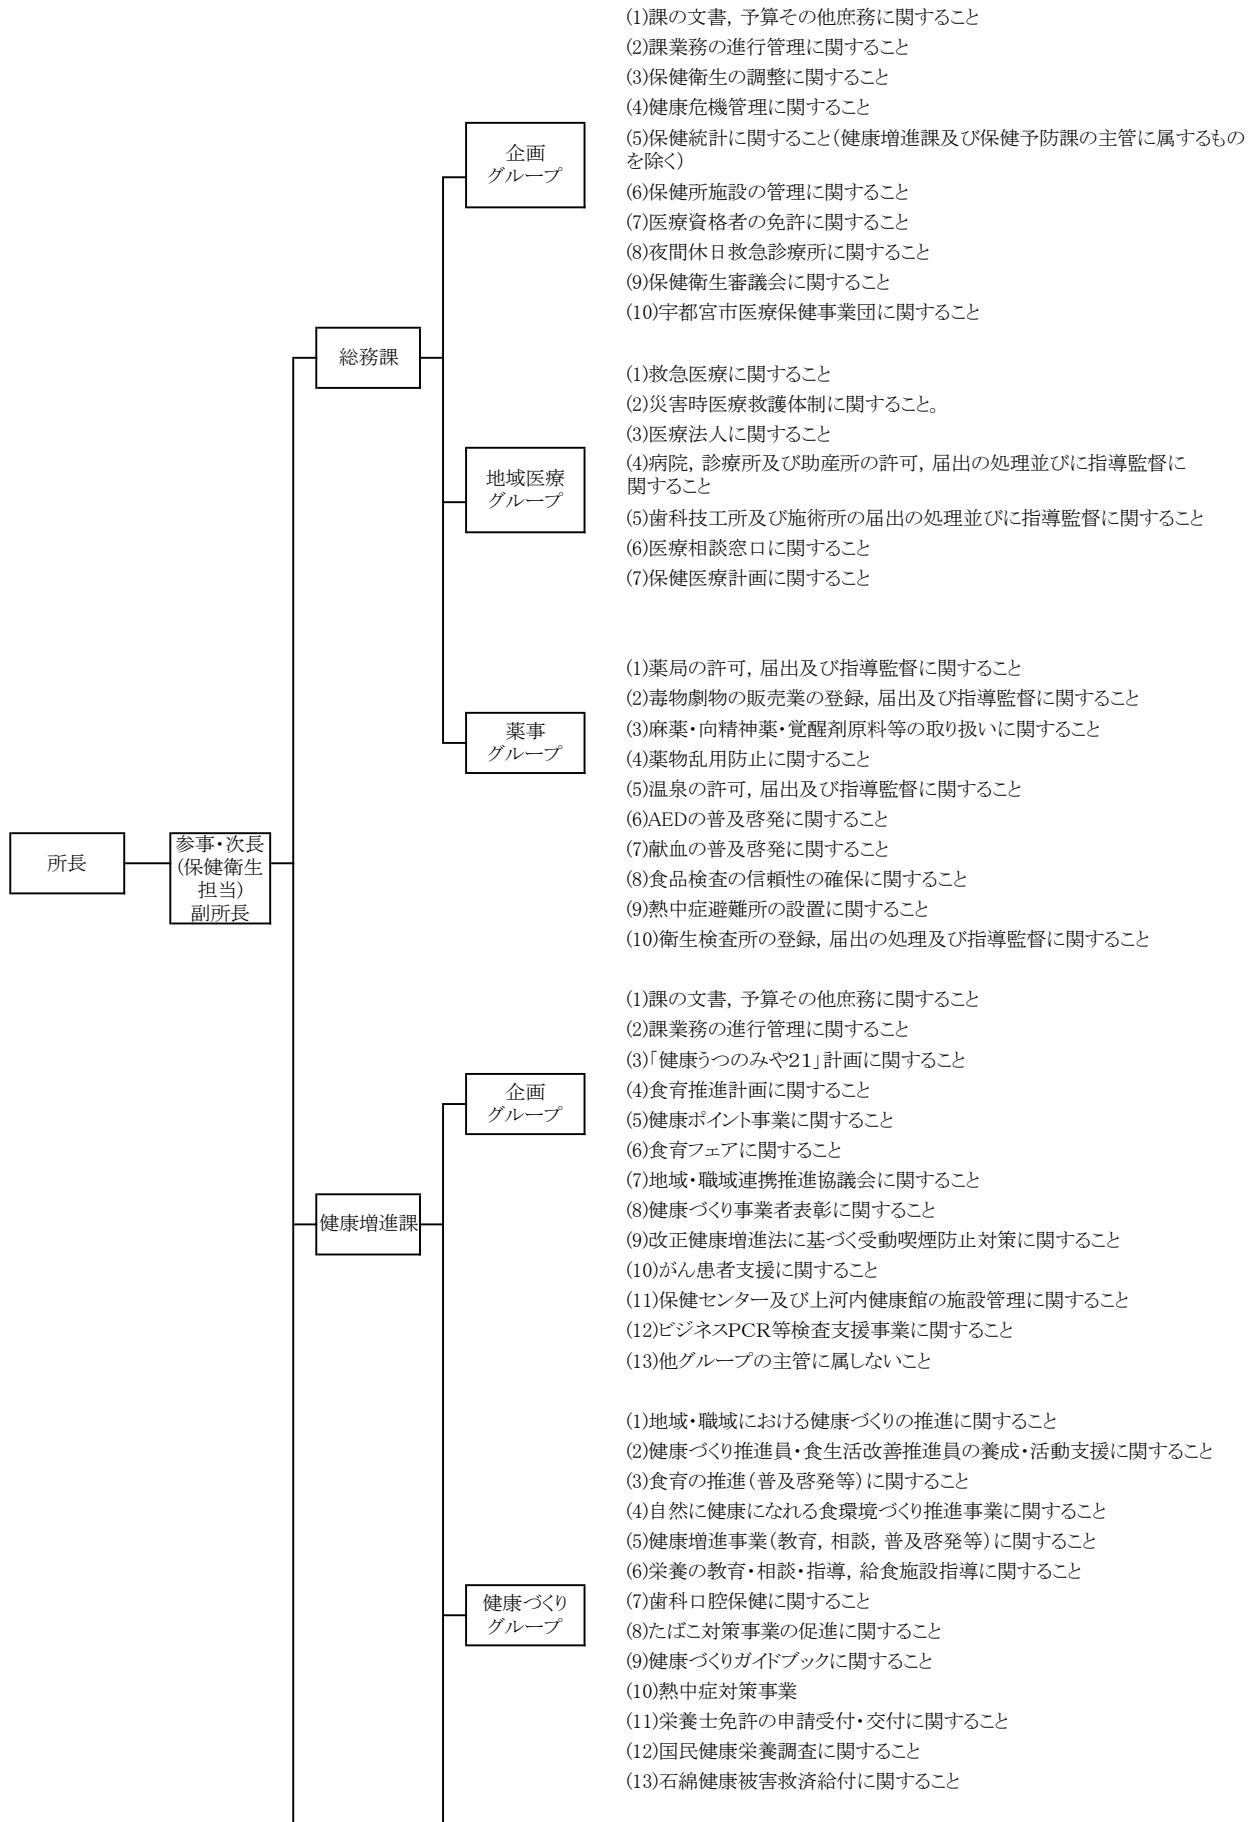 (1)課の文書，予算その他庶務に関すること
(2)課業務の進行管理に関すること
(3)保健衛生の調整に関すること
(4)健康危機管理に関すること
(5)保健統計に関すること（健康増進課及び保健予防課の主管に属するもの
を除く）
(6)保健所施設の管理に関すること
(7)医療資格者の免許に関すること
(8)夜間休日救急診療所に関すること
(9)保健衛生審議会に関すること
(10)宇都宮市医療保健事業団に関すること
企画
グループ
総務課
(1)救急医療に関すること
(2)災害時医療救護体制に関すること。
(3)医療法人に関すること
(4)病院，診療所及び助産所の許可，届出の処理並びに指導監督に
関すること
(5)歯科技工所及び施術所の届出の処理並びに指導監督に関すること
(6)医療相談窓口に関すること
(7)保健医療計画に関すること
地域医療
グループ
(1)薬局の許可，届出及び指導監督に関すること
(2)毒物劇物の販売業の登録，届出及び指導監督に関すること
(3)麻薬・向精神薬・覚醒剤原料等の取り扱いに関すること
(4)薬物乱用防止に関すること
(5)温泉の許可，届出及び指導監督に関すること
(6)AEDの普及啓発に関すること
(7)献血の普及啓発に関すること
(8)食品検査の信頼性の確保に関すること
(9)熱中症避難所の設置に関すること
(10)衛生検査所の登録，届出の処理及び指導監督に関すること
薬事
グループ
所長
参事・次長
(保健衛生
担当)
副所長
(1)課の文書，予算その他庶務に関すること
(2)課業務の進行管理に関すること
(3)「健康うつのみや21」計画に関すること
(4)食育推進計画に関すること
(5)健康ポイント事業に関すること
(6)食育フェアに関すること
(7)地域・職域連携推進協議会に関すること
(8)健康づくり事業者表彰に関すること
(9)改正健康増進法に基づく受動喫煙防止対策に関すること
(10)がん患者支援に関すること
(11)保健センター及び上河内健康館の施設管理に関すること
(12)ビジネスPCR等検査支援事業に関すること
(13)他グループの主管に属しないこと
企画
グループ
健康増進課
(1)地域・職域における健康づくりの推進に関すること
(2)健康づくり推進員・食生活改善推進員の養成・活動支援に関すること
(3)食育の推進（普及啓発等）に関すること
(4)自然に健康になれる食環境づくり推進事業に関すること
(5)健康増進事業（教育，相談，普及啓発等）に関すること
(6)栄養の教育・相談・指導，給食施設指導に関すること
(7)歯科口腔保健に関すること
(8)たばこ対策事業の促進に関すること
(9)健康づくりガイドブックに関すること
(10)熱中症対策事業
(11)栄養士免許の申請受付・交付に関すること
(12)国民健康栄養調査に関すること
(13)石綿健康被害救済給付に関すること
健康づくり
グループ